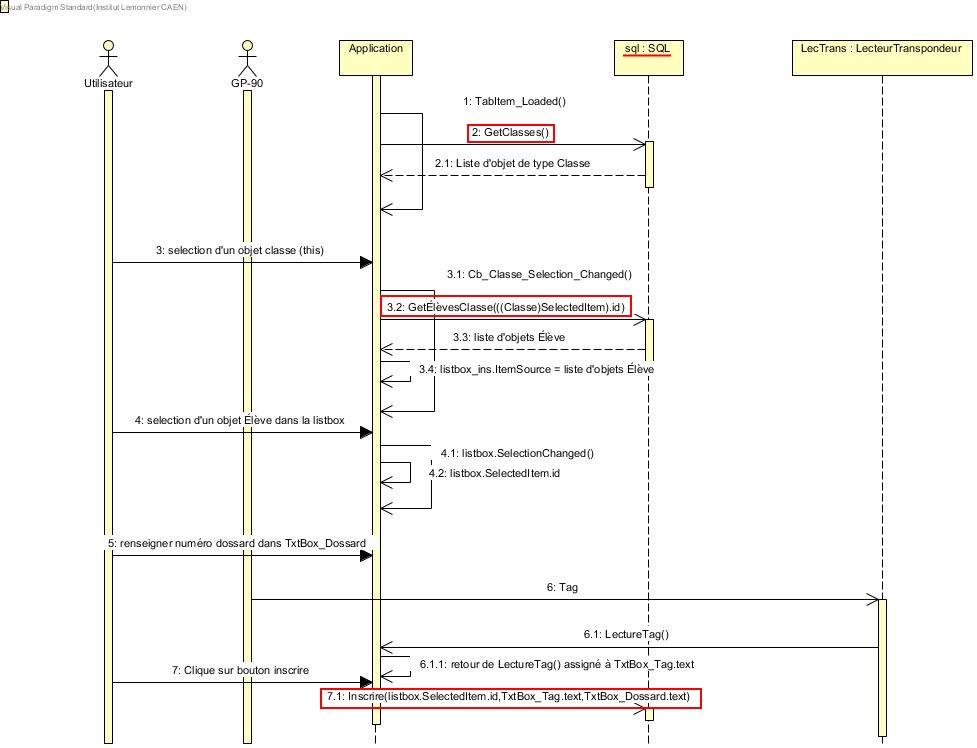 Visual Paradigm Standard(Institut Lemonnier CAEN)
Application
sql : SQL
LecTrans : LecteurTranspondeur
Utilisateur
GP-90
1: TabItem_Loaded()
2: GetClasses()
2.1: Liste d'objet de type Classe
3: selection d'un objet classe (this)
3.1: Cb_Classe_Selection_Changed()
3.2: GetÉlèvesClasse(((Classe)SelectedItem).id)
3.3: liste d'objets Élève
3.4: listbox_ins.ItemSource = liste d'objets Élève
4: selection d'un objet Élève dans la listbox
4.1: listbox.SelectionChanged()
4.2: listbox.SelectedItem.id
5: renseigner numéro dossard dans TxtBox_Dossard
6: Tag
6.1: LectureTag()
6.1.1: retour de LectureTag() assigné à TxtBox_Tag.text
7: Clique sur bouton inscrire
7.1: Inscrire(listbox.SelectedItem.id,TxtBox_Tag.text,TxtBox_Dossard.text)